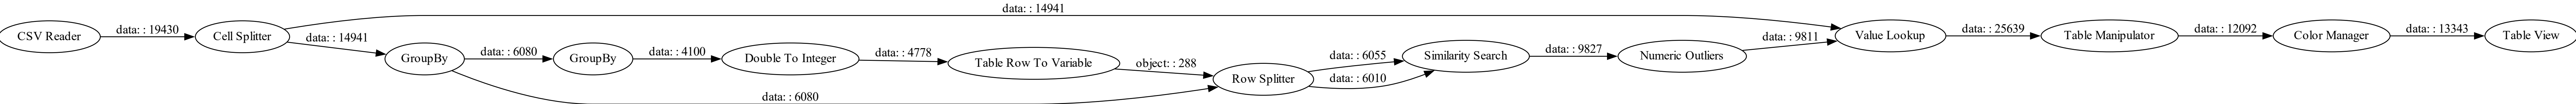 CSV Reader
data: : 19430
Cell Splitter
data: : 14941
data: : 14941
GroupBy
data: : 6080
GroupBy
data: : 4100
Double To Integer
data: : 4778
Table Row To Variable
object: : 288
data: : 6080
Row Splitter
data: : 6055
data: : 6010
Similarity Search
data: : 9827
Numeric Outliers
data: : 9811
Value Lookup
data: : 25639
Table Manipulator
data: : 12092
Color Manager
data: : 13343
Table View